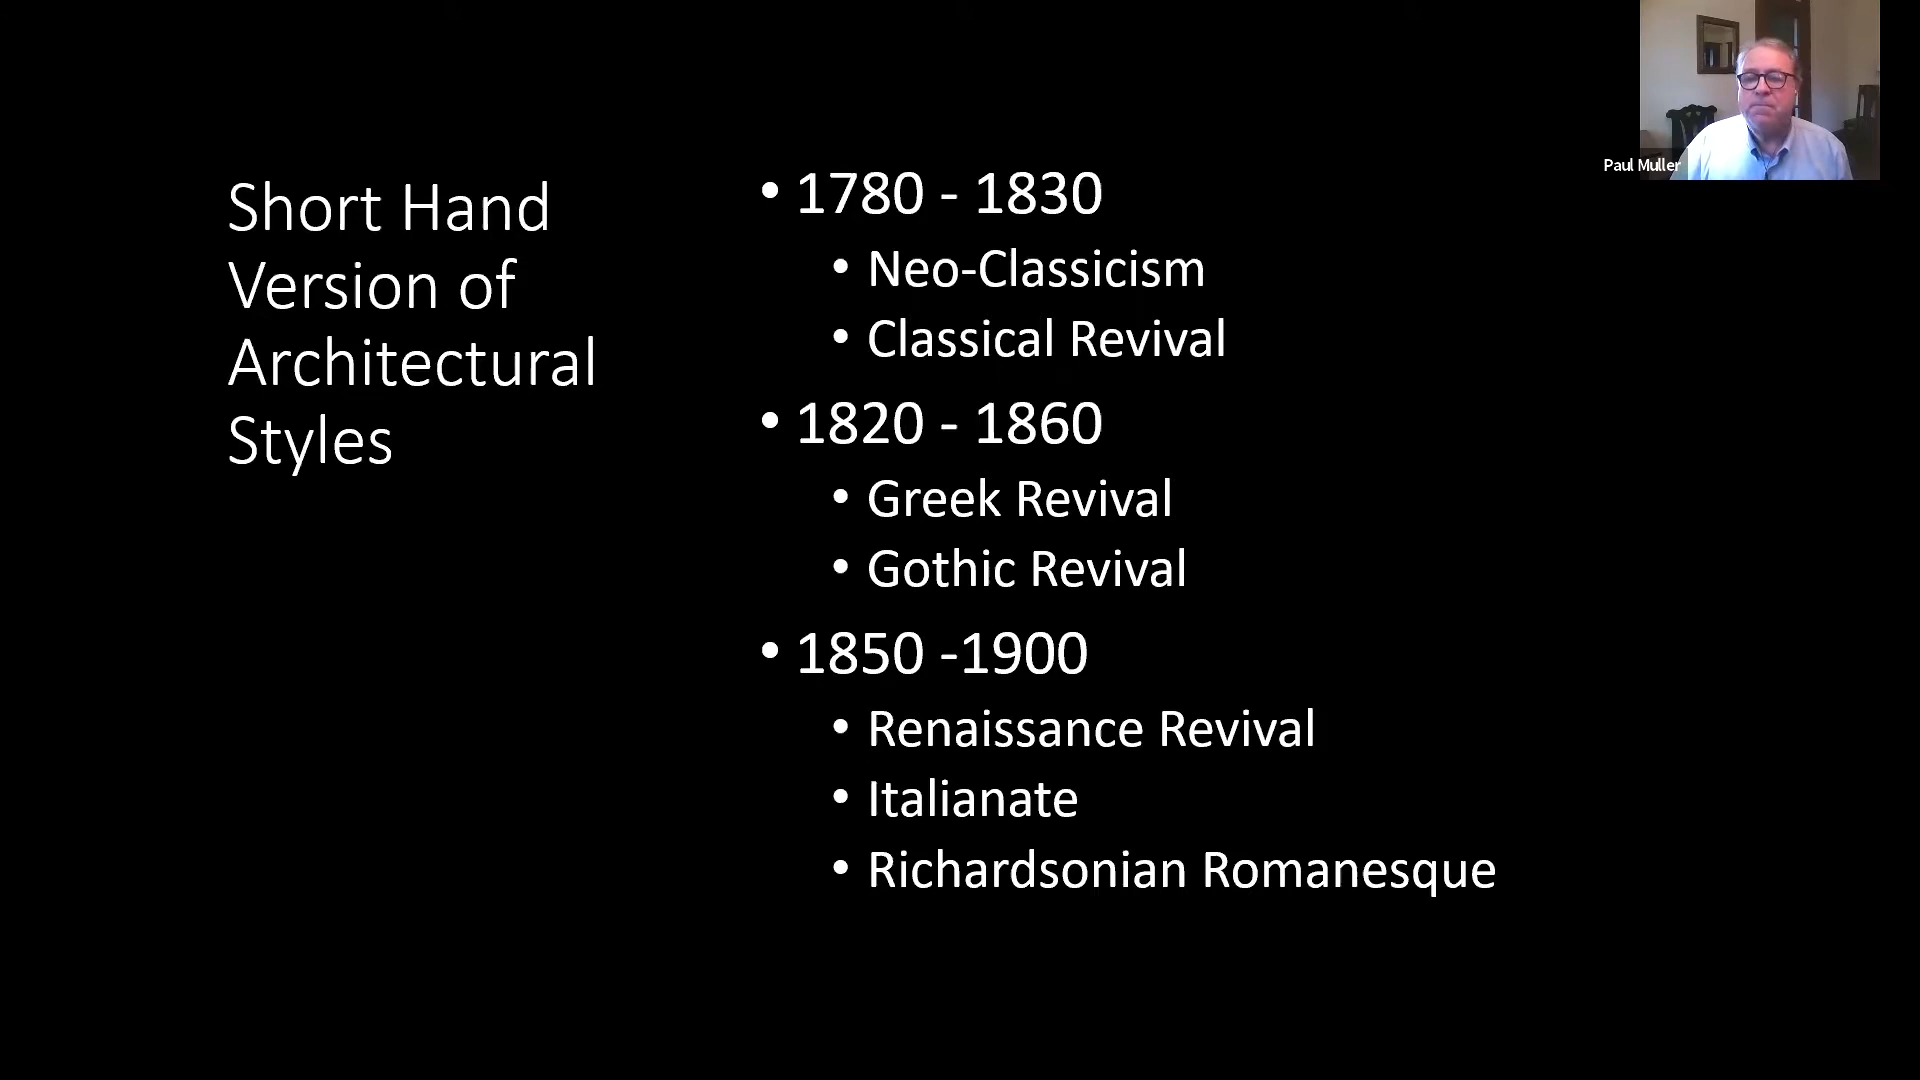 Short Hand
Version of
Architectural
Styles
• 1780 - 1830
• Neo-Classicism
• Classical Revival
• 1820 - 1860
• Greek Revival
• Gothic Revival
• 1850 -1900
• Renaissance Revival
• Italianate
• Richardsonian Romanesque
Paul Muller